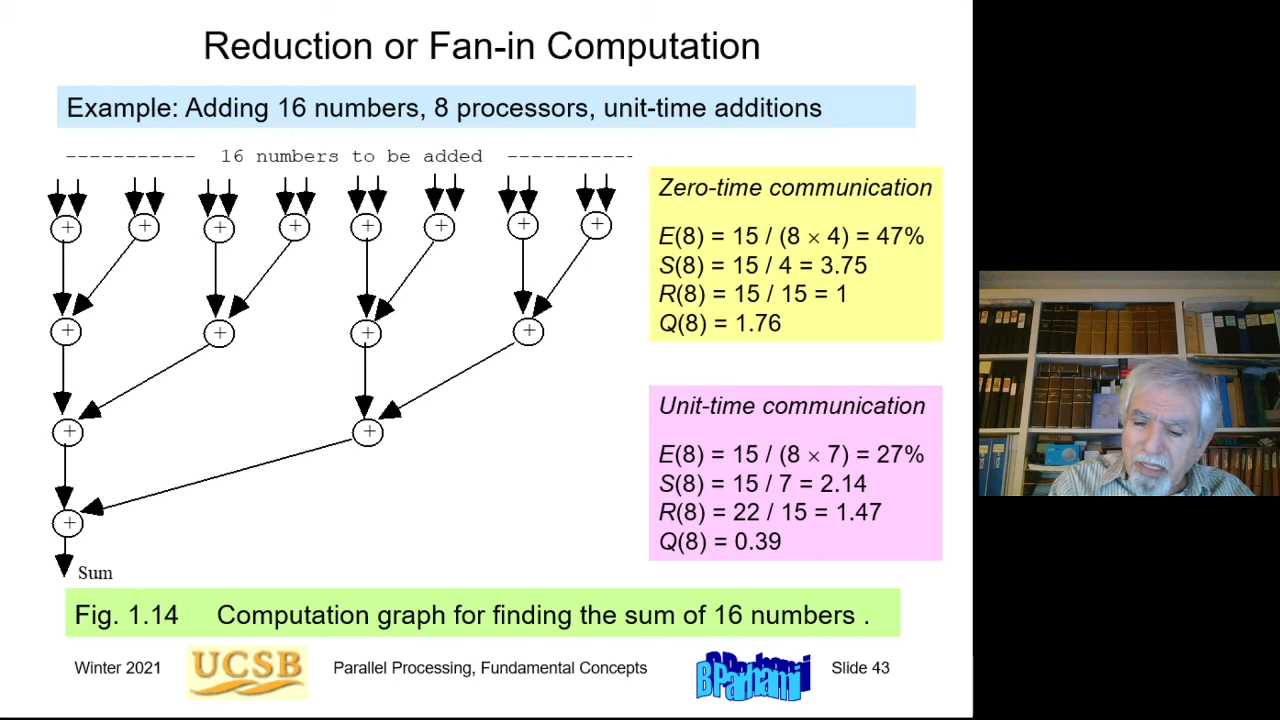 Reduction or Fan-in Computation
Example: Adding 16 numbers, 8 processors, unit-time additions
----------- 16 numbers to be added -----------
+ + + + + + + +
+ + + +
+ +
+
Sum
Zero-time communication
E(8) = 15 / (8 × 4) = 47%
S(8) = 15 / 4 = 3.75
R(8) = 15 / 15 = 1
Q(8) = 1.76
Unit-time communication
E(8) = 15 / (8 × 7) = 27%
S(8) = 15 / 7 = 2.14
R(8) = 22 / 15 = 1.47
Q(8) = 0.39
Fig. 1.14 Computation graph for finding the sum of 16 numbers .
Winter 2021 UCSB Parallel Processing, Fundamental Concepts BParhami Slide 43